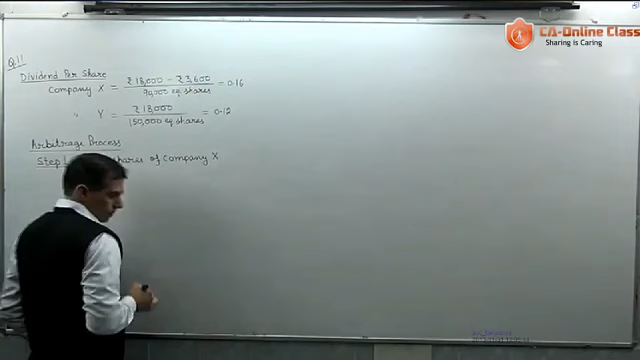 CA-Online Class
Sharing is Caring
Q.11
Dividend Per Share
Company X = ₹18,000 - ₹3,600 = 0.16
90,000 eq. shares
" Y = ₹18,000 = 0.12
150,000 eq. shares
Arbitrage Process
Step 1 shares of Company X